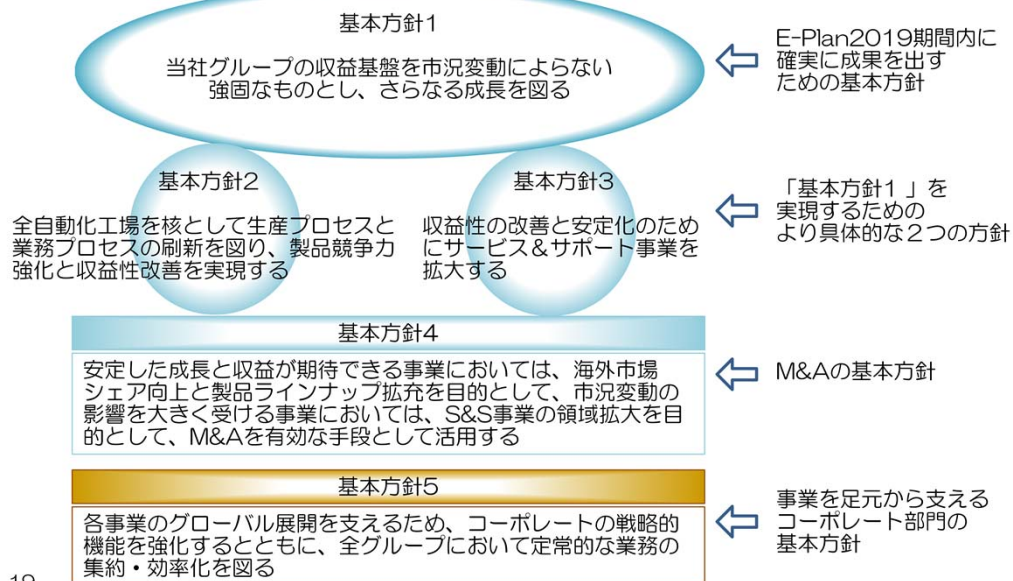 基本方針1
当社グループの収益基盤を市況変動によらない
強固なものとし、さらなる成長を図る
E-Plan2019期間内に
確実に成果を出す
ための基本方針
基本方針2
全自動化工場を核として生産プロセスと
業務プロセスの刷新を図り、製品競争力
強化と収益性改善を実現する
基本方針3
収益性の改善と安定化のため
にサービス&サポート事業を
拡大する
「基本方針1」を
実現するための
より具体的な2つの方針
基本方針4
安定した成長と収益が期待できる事業においては、海外市場
シェア向上と製品ラインナップ拡充を目的として、市況変動の
影響を大きく受ける事業においては、S&S事業の領域拡大を目
的として、M&Aを有効な手段として活用する
M&Aの基本方針
基本方針5
各事業のグローバル展開を支えるため、コーポレートの戦略的
機能を強化するとともに、全グループにおいて定常的な業務の
集約・効率化を図る
事業を足元から支える
コーポレート部門の
基本方針